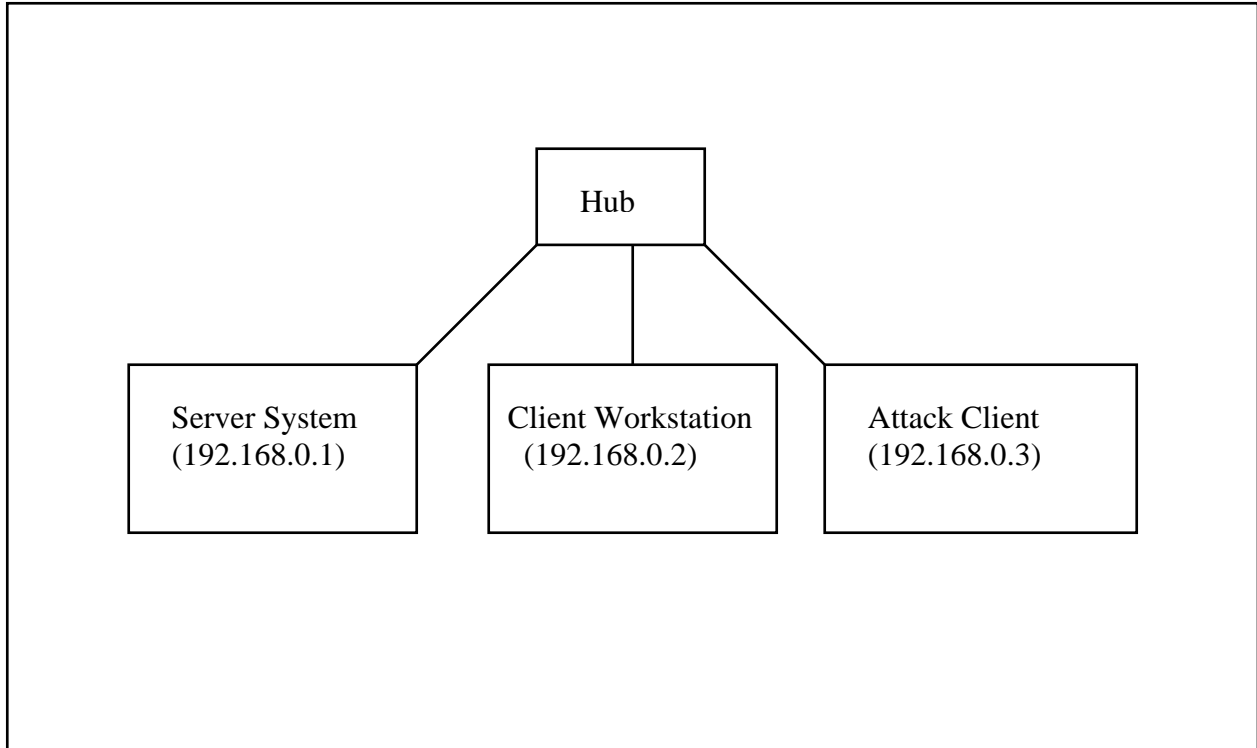 Hub
Server System
(192.168.0.1)
Client Workstation
(192.168.0.2)
Attack Client
(192.168.0.3)